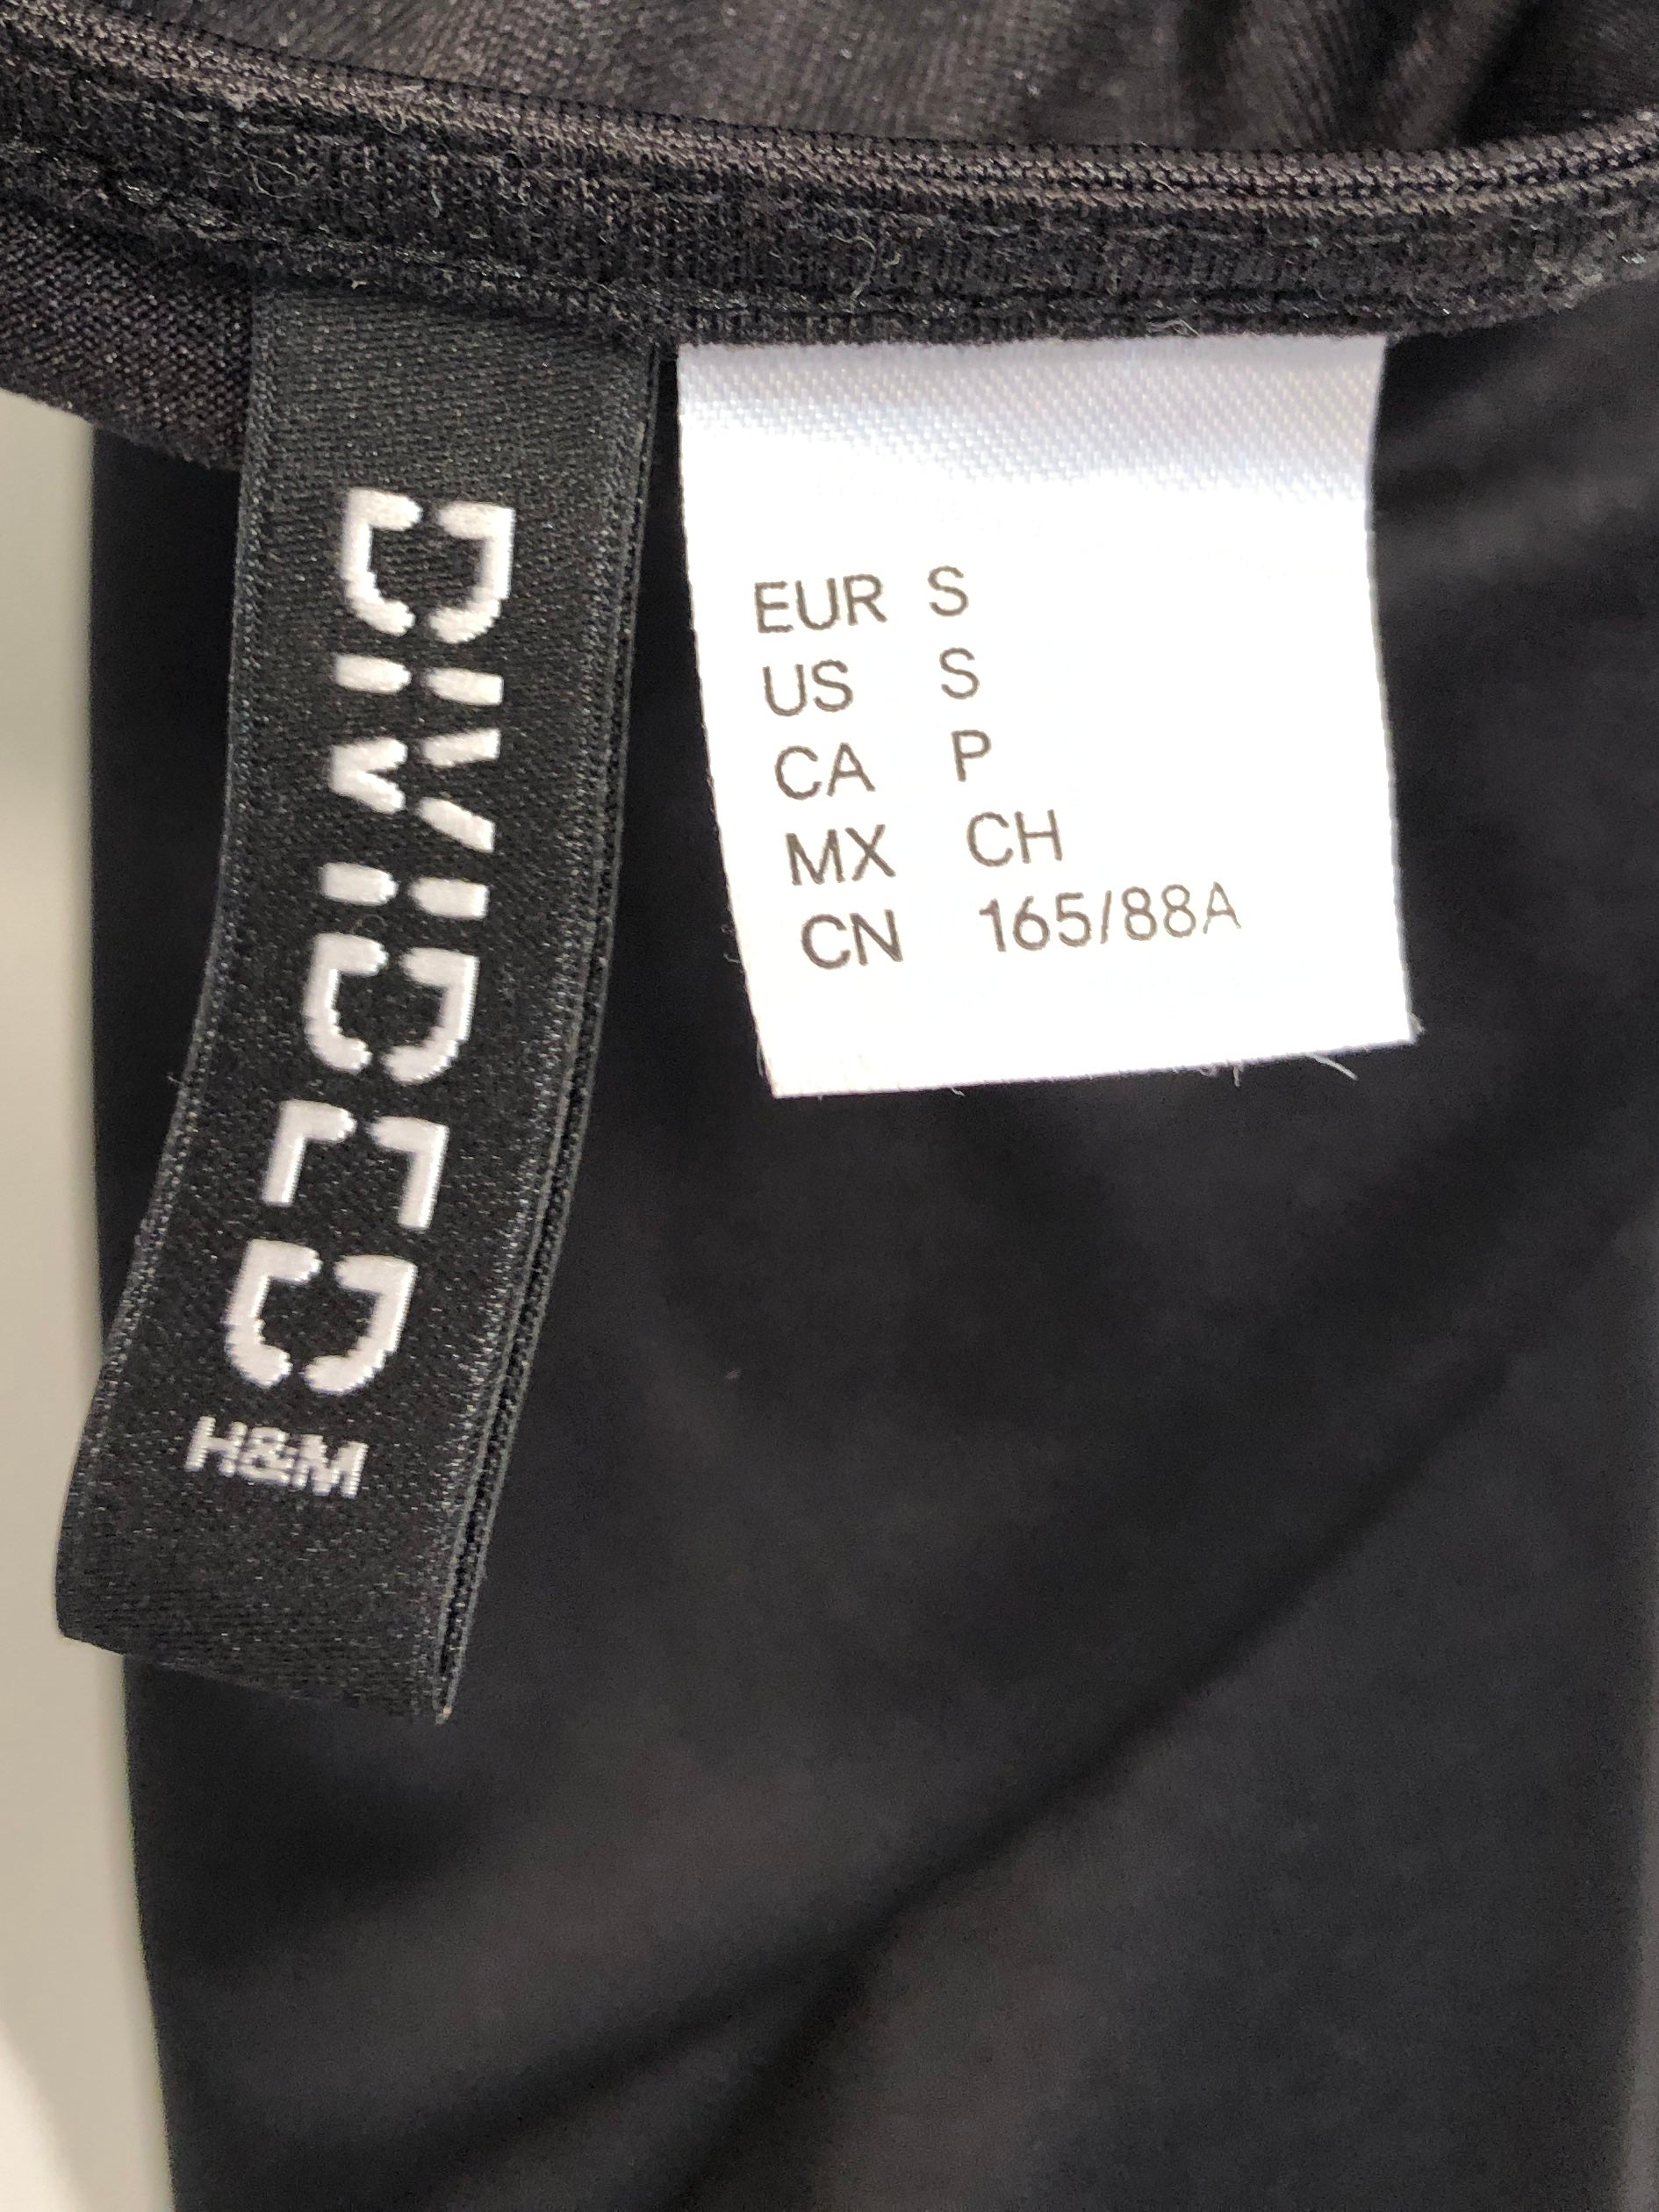 DIVIDED
H&M
EUR S
US S
CA P
MX CH
CN 165/88A